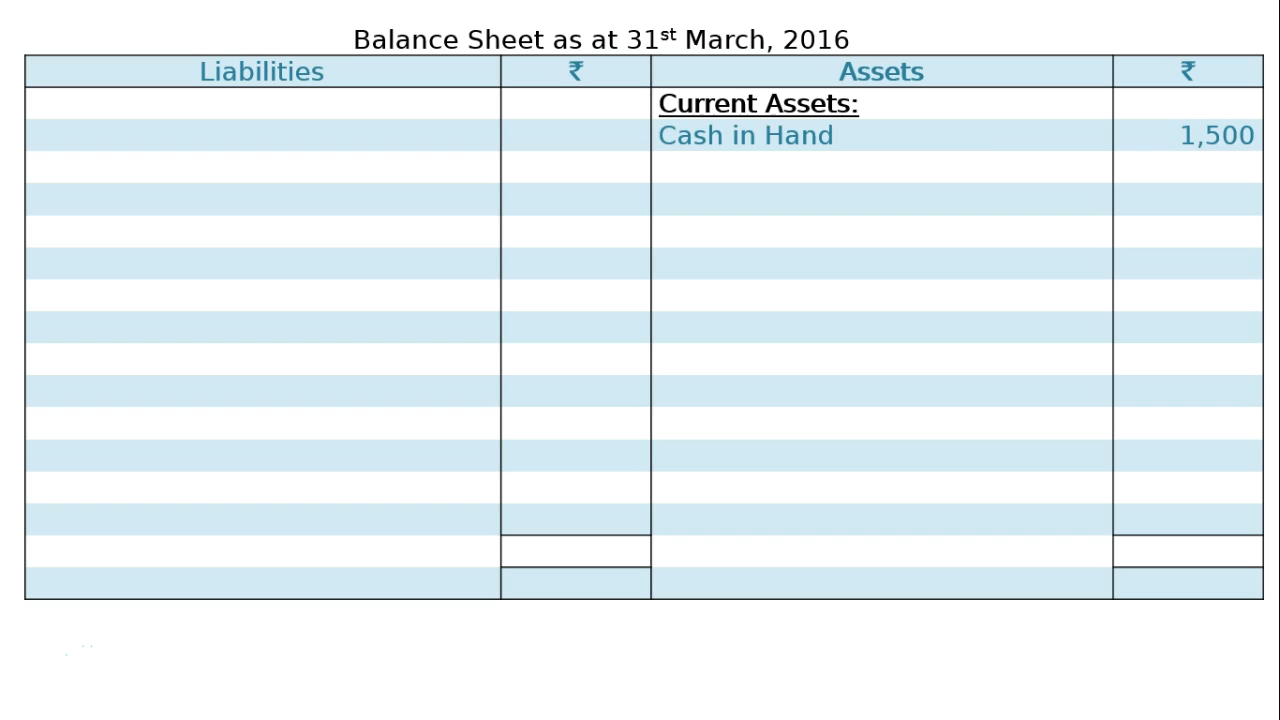 Balance Sheet as at 31st March, 2016
Liabilities ₹ Assets ₹
Current Assets:
Cash in Hand 1,500